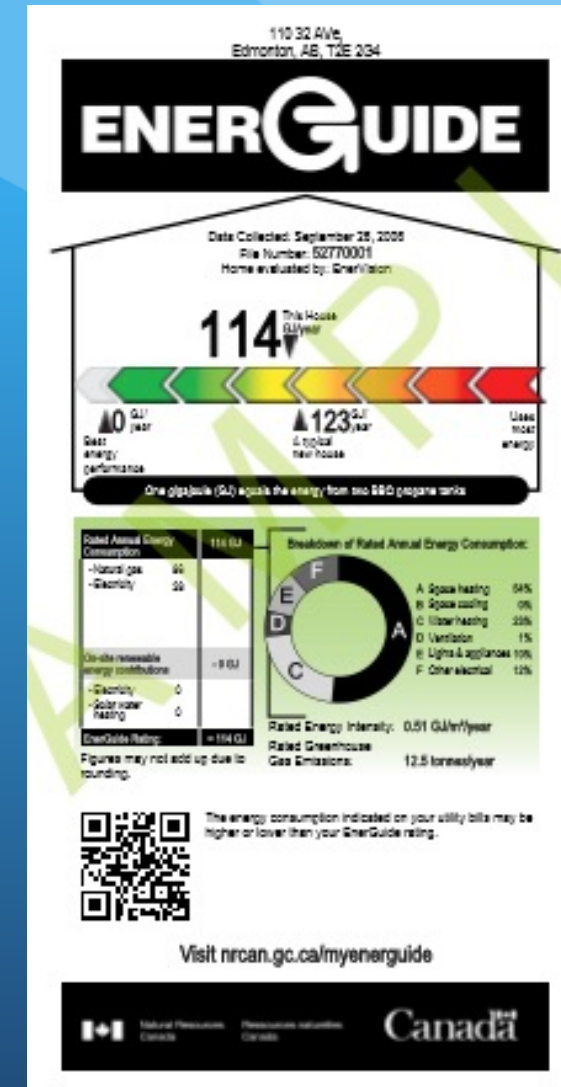 110 32 AVe,
Edmonton, AB, T2E 2G4
ENERGUIDE
Data Collected: September 28, 2006
File Number: 52770001
Home evaluated by: EnerVision
114 This House
GJ/year
0 GJ/
year
Best
energy
performance
123 GJ/
year
A typical
new house
Uses
most
energy
One gigajoule (GJ) equals the energy from two BBQ propane tanks
Rated Annual Energy
Consumption
114 GJ
-Natural gas
-Electricity
On-site renewable
energy contributions
- 0 GJ
-Electricity 0
-Solar water
heating 0
EnerGuide Rating: = 114 GJ
Figures may not add up due to
rounding.
Breakdown of Rated Annual Energy Consumption:
F
E
D
C
A
A Space heating 54%
B Space cooling 0%
C Water heating 23%
D Ventilation 1%
E Lights & appliances 10%
F Other electrical 12%
Rated Energy Intensity: 0.51 GJ/m²/year
Rated Greenhouse
Gas Emissions: 12.5 tonnes/year
The energy consumption indicated on your utility bills may be
higher or lower than your EnerGuide rating.
Visit nrcan.gc.ca/myenerguide
Natural Resources
Canada
Ressources naturelles
Canada
Canada